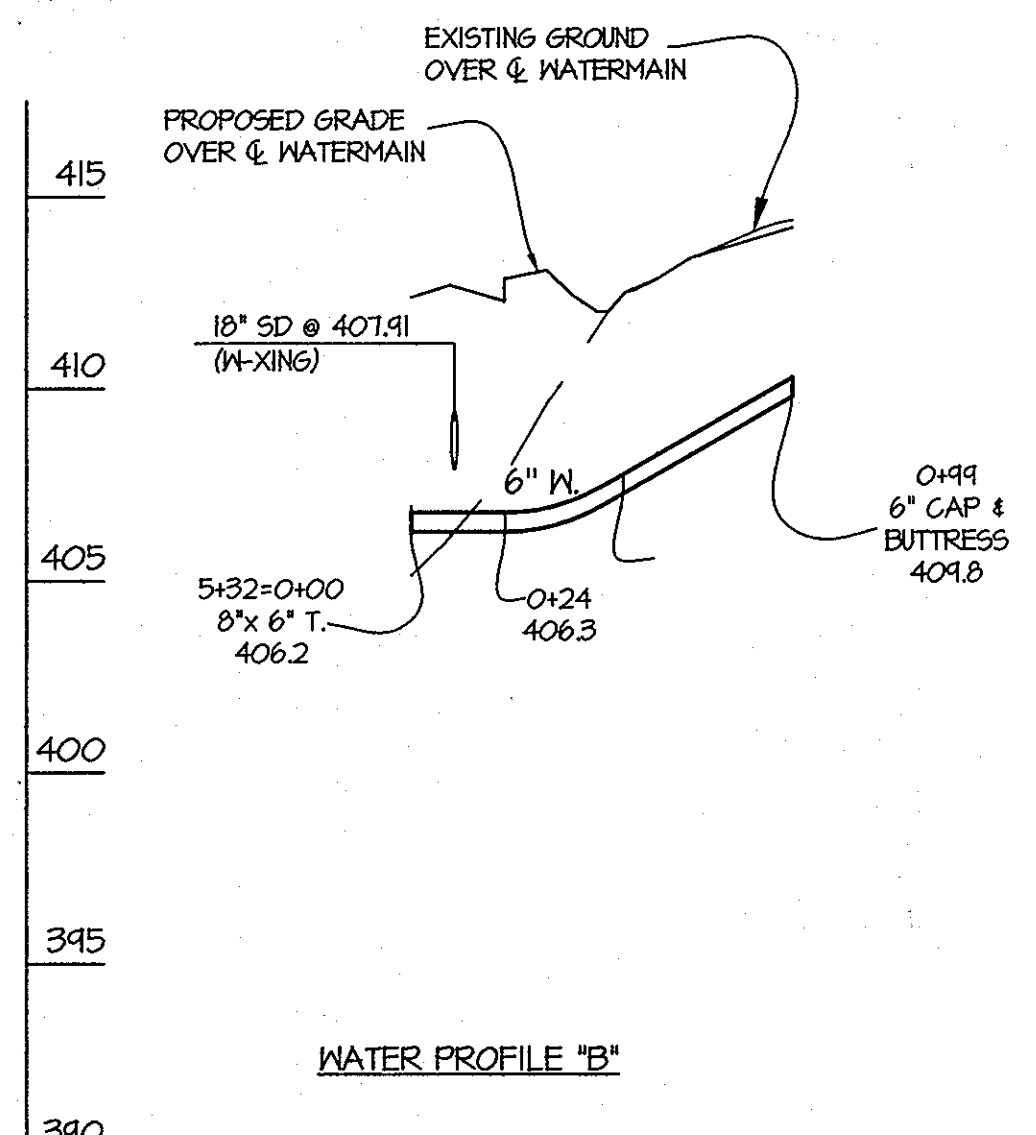 EXISTING GROUND
OVER ℄ WATERMAIN
PROPOSED GRADE
OVER ℄ WATERMAIN
415
18" SD @ 407.91
(W-XING)
410
6" W.
0+99
6" CAP &
BUTTRESS
409.8
405
5+32=0+00
8"x 6" T.
406.2
0+24
406.3
400
395
WATER PROFILE "B"
390